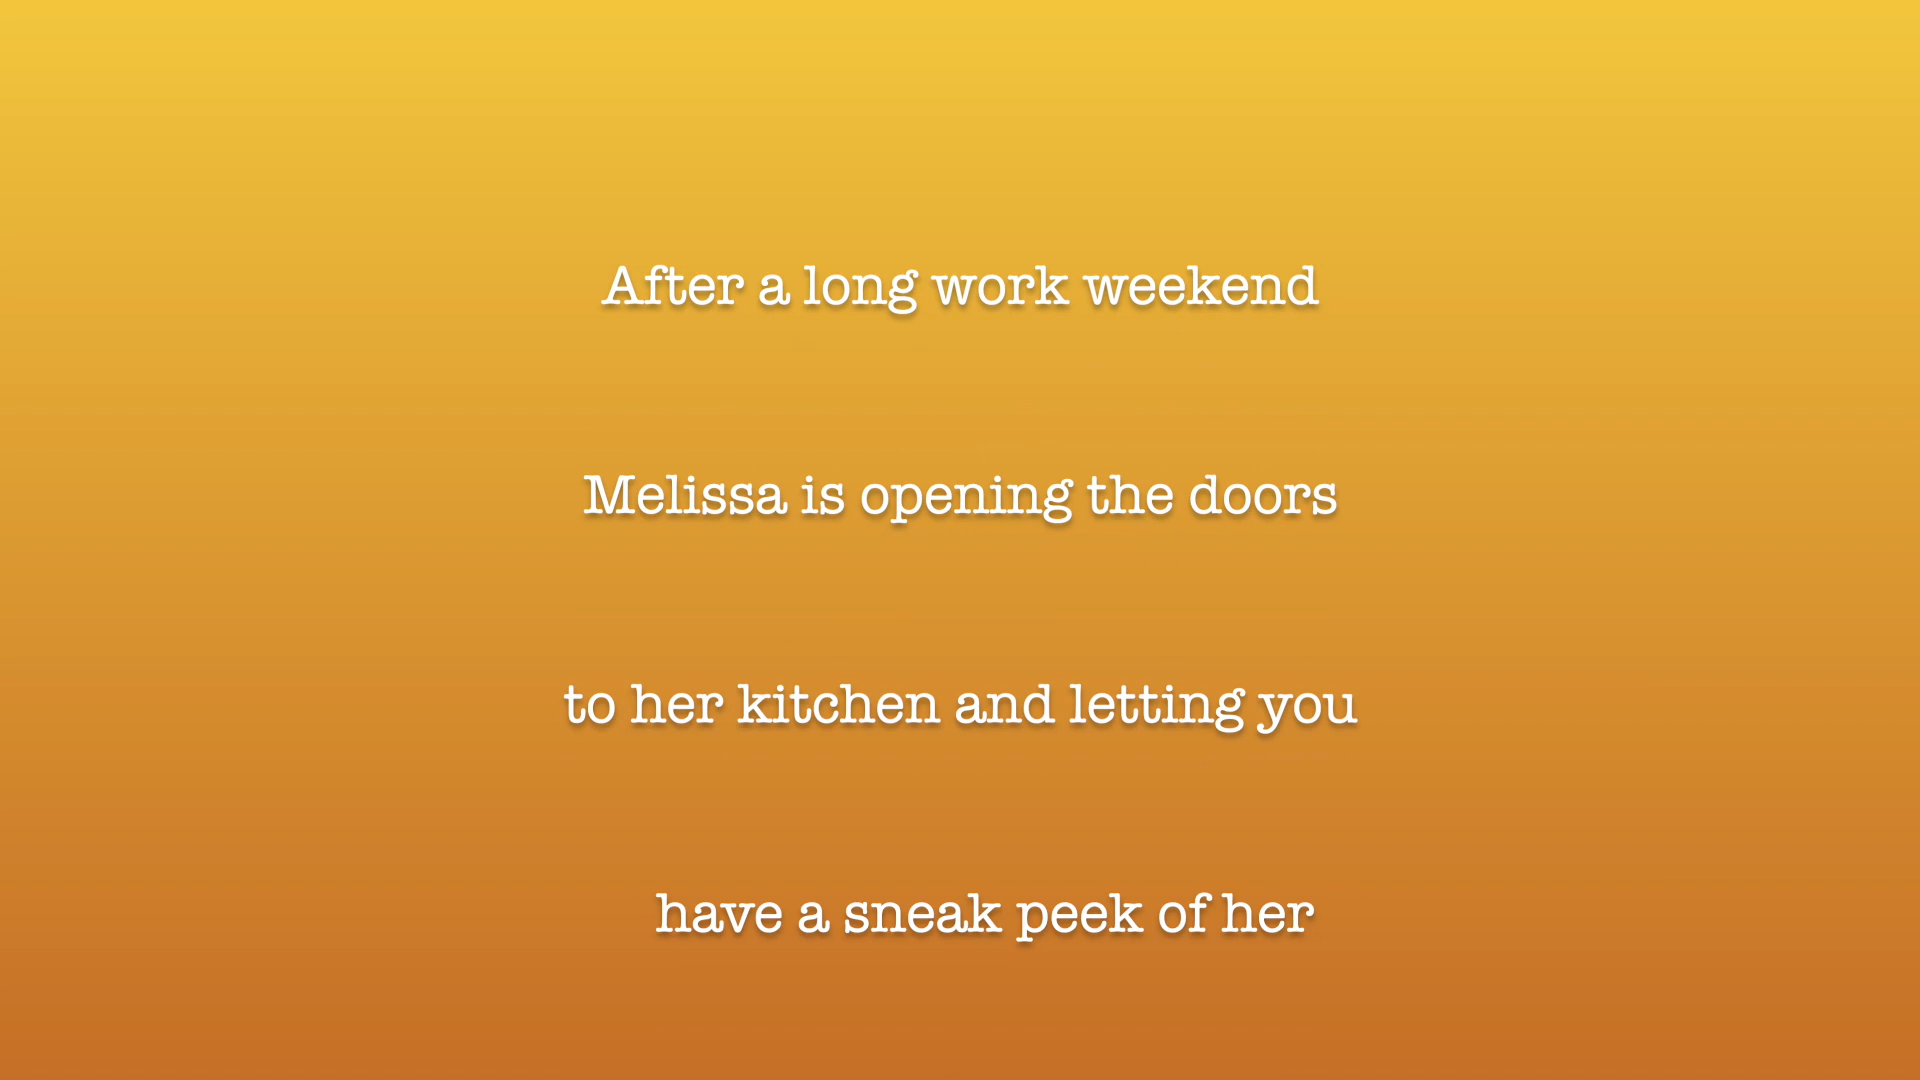 After a long work weekend
Melissa is opening the doors
to her kitchen and letting you
have a sneak peek of her